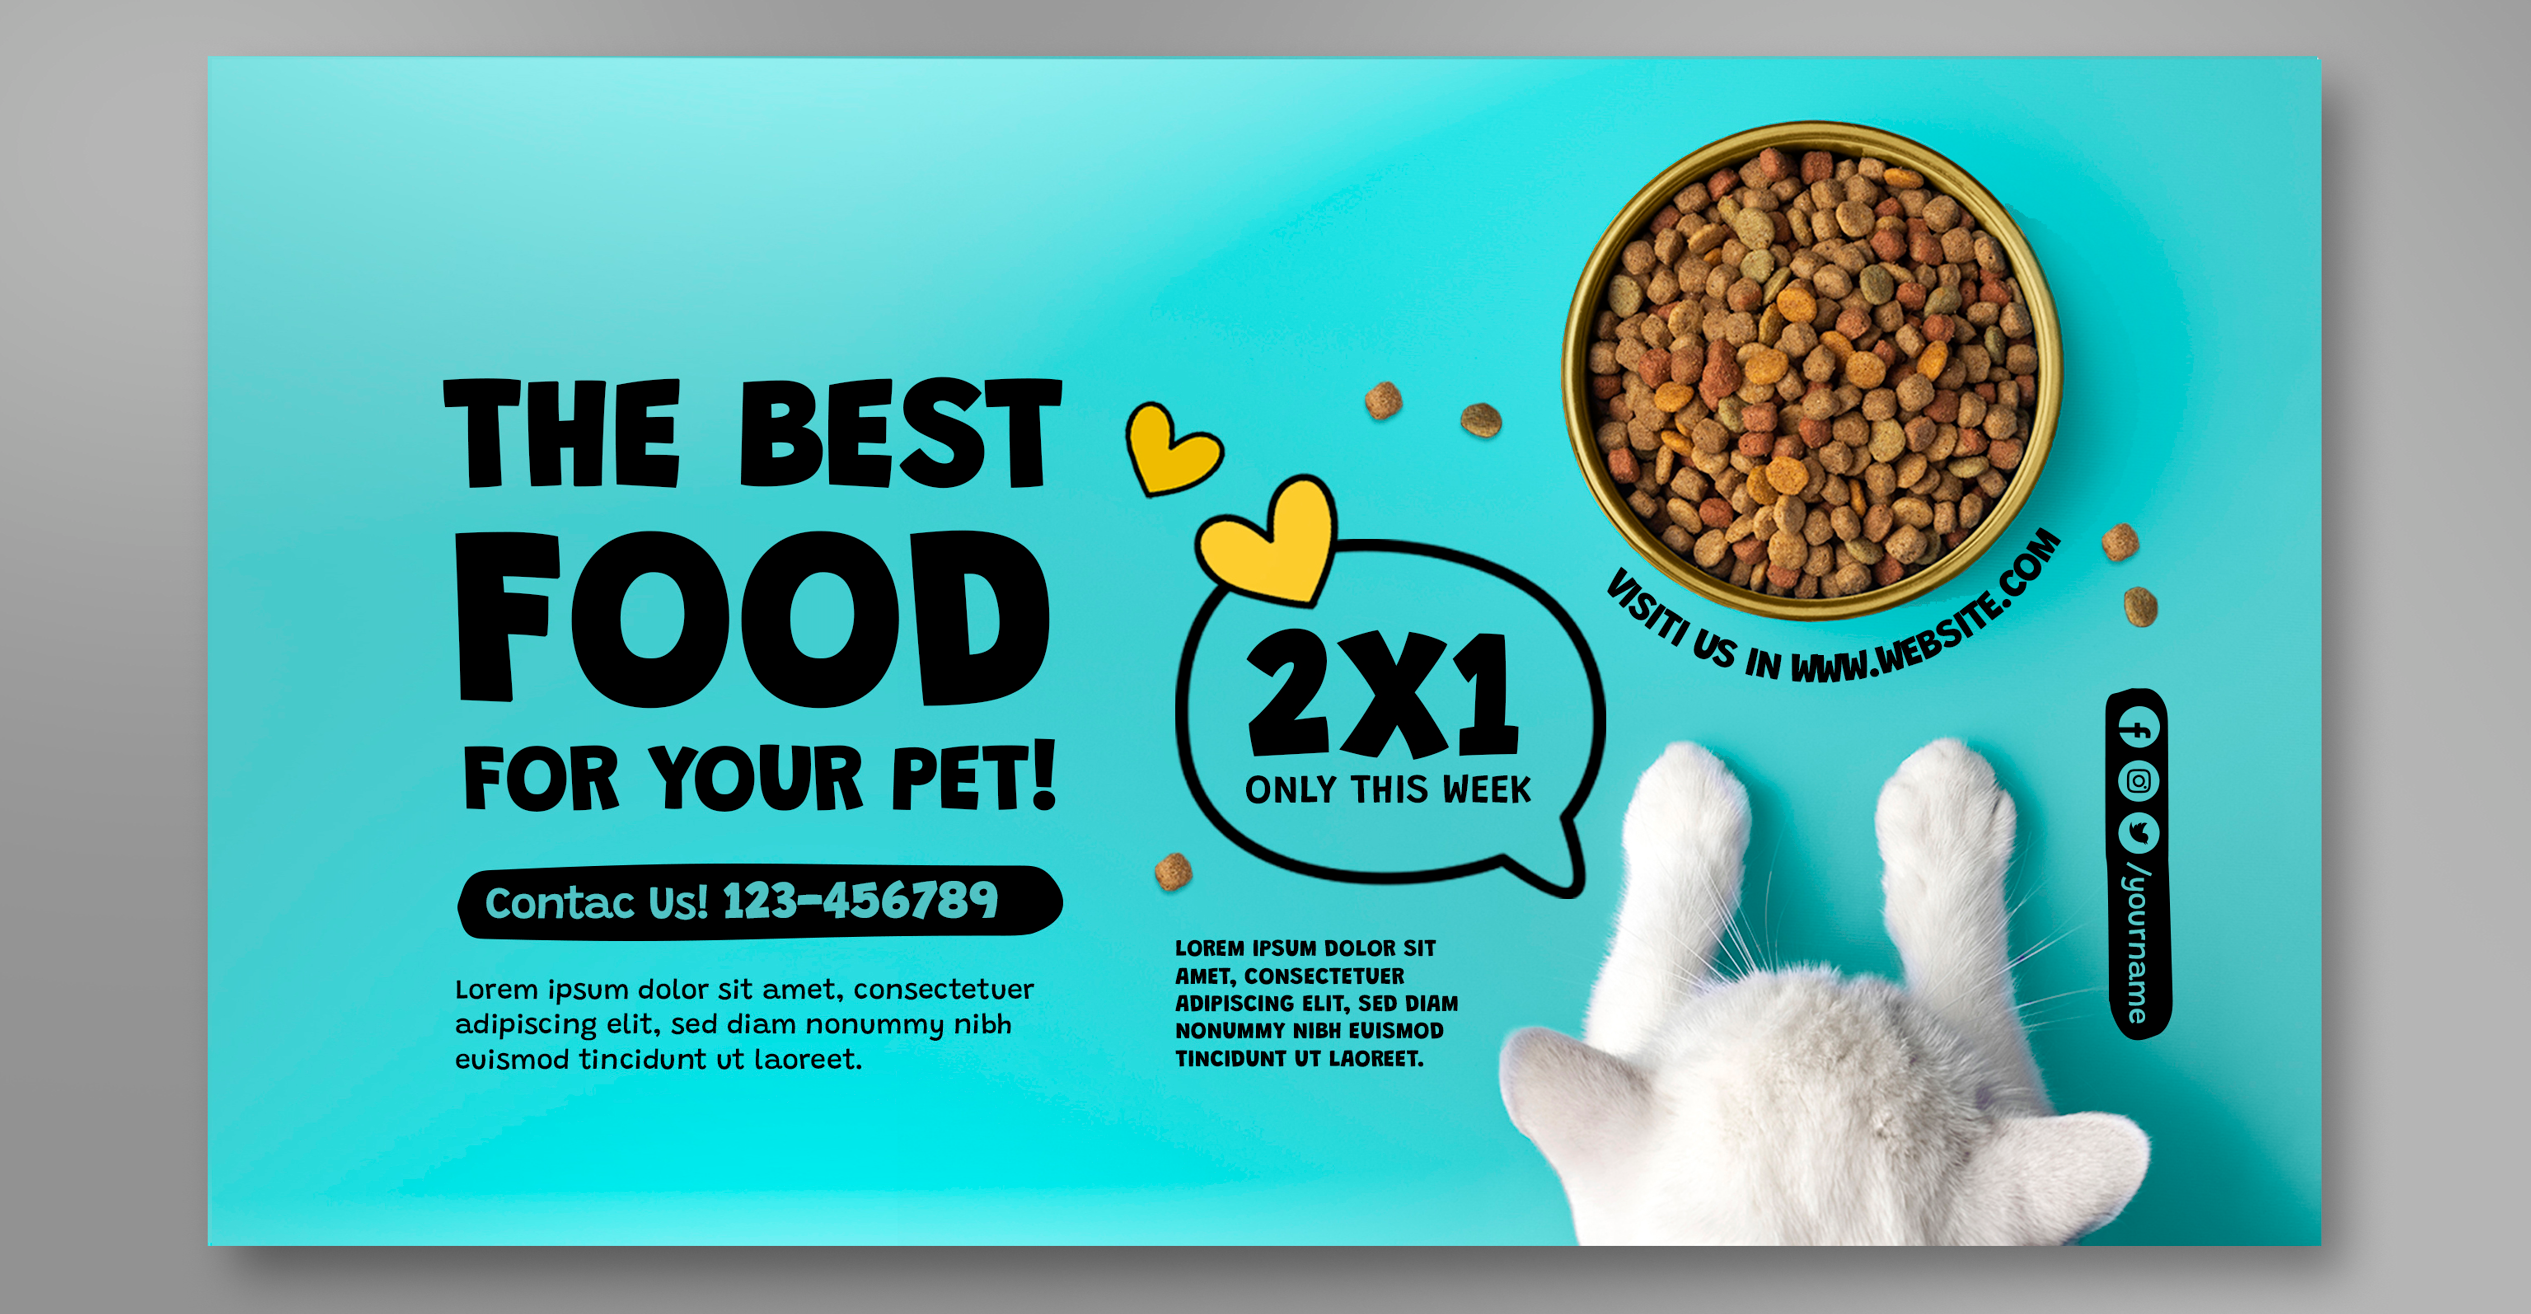 THE BEST
FOOD
FOR YOUR PET!
Contac Us! 123-456789
Lorem ipsum dolor sit amet, consectetuer
adipiscing elit, sed diam nonummy nibh
euismod tincidunt ut laoreet.
2X1
ONLY THIS WEEK
LOREM IPSUM DOLOR SIT
AMET, CONSECTETUER
ADIPISCING ELIT, SED DIAM
NONUMMY NIBH EUISMOD
TINCIDUNT UT LAOREET.
VISITI US IN WWW.WEBSITE.COM
/yourname